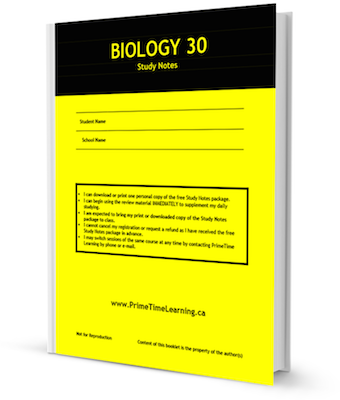 BIOLOGY 30
Study Notes
Student Name
School Name
• I can download or print one personal copy of the free Study Notes package.
• I can begin using the review material IMMEDIATELY to supplement my daily
studying.
• I am expected to bring my print or downloaded copy of the Study Notes
package to class.
• I cannot cancel my registration or request a refund as I have received the free
Study Notes package in advance.
• I may switch sessions of the same course at any time by contacting PrimeTime
Learning by phone or e-mail.
www.PrimeTimeLearning.ca
Not for Reproduction
Content of this booklet is the property of the author(s)